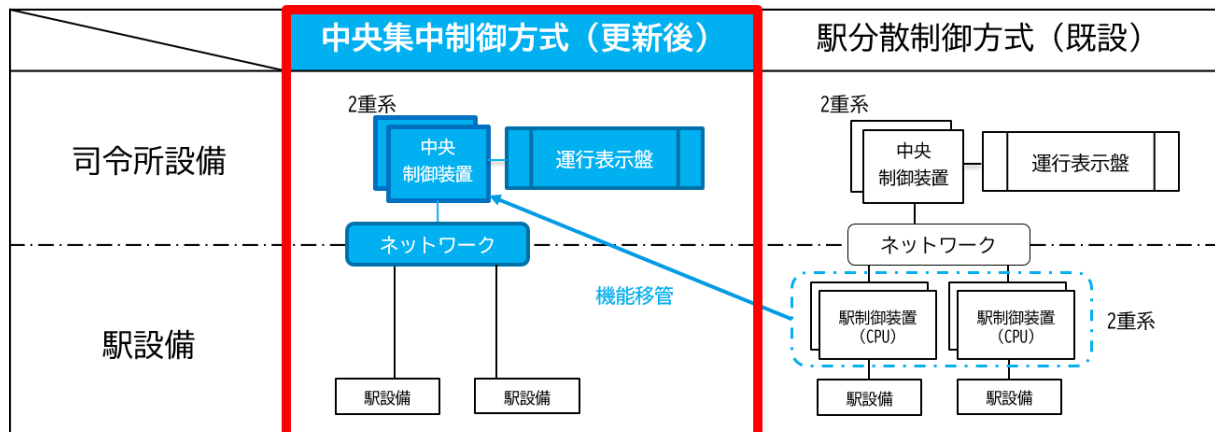 中央集中制御方式（更新後）
駅分散制御方式（既設）
司令所設備
2重系
中央
制御装置
運行表示盤
2重系
中央
制御装置
運行表示盤
ネットワーク
ネットワーク
駅設備
機能移管
駅制御装置
（CPU）
駅制御装置
（CPU）
2重系
駅設備
駅設備
駅設備
駅設備